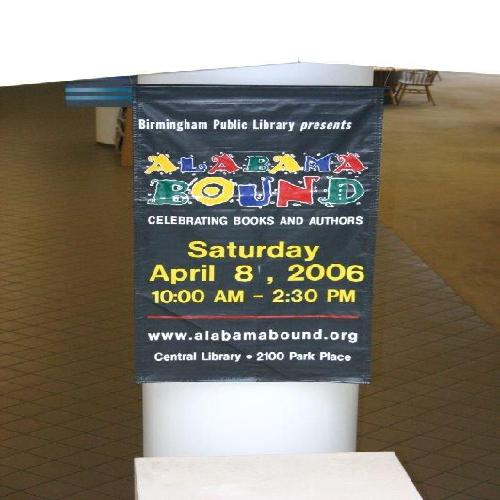 Birmingham Public Library presents
ALABAMA
BOUND
CELEBRATING BOOKS AND AUTHORS
Saturday
April 8, 2006
10:00 AM - 2:30 PM
www.alabamabound.org
Central Library • 2100 Park Place